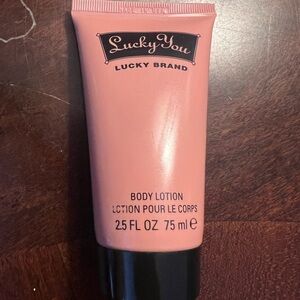 Lucky You
LUCKY BRAND
BODY LOTION
LOTION POUR LE CORPS
2.5 FL OZ 75 ml e